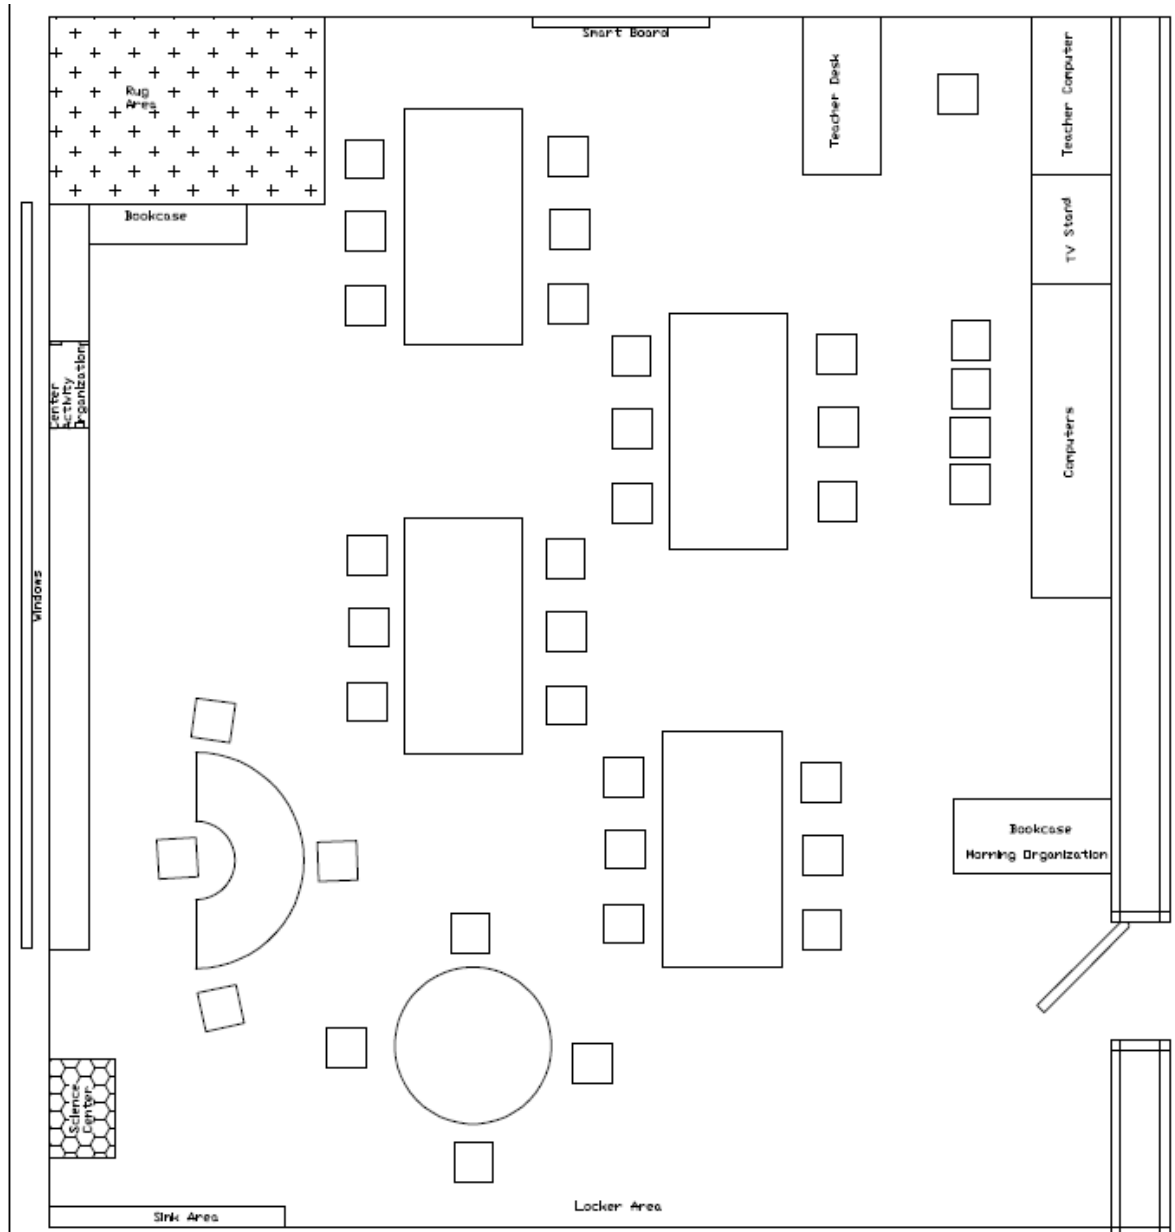 Smart Board
Rug
Area
Teacher Desk
Teacher Computer
Bookcase
TV Stand
Center
Activity
Organization
Computers
Windows
Bookcase
Morning Organization
Science
Center
Locker Area
Sink Area